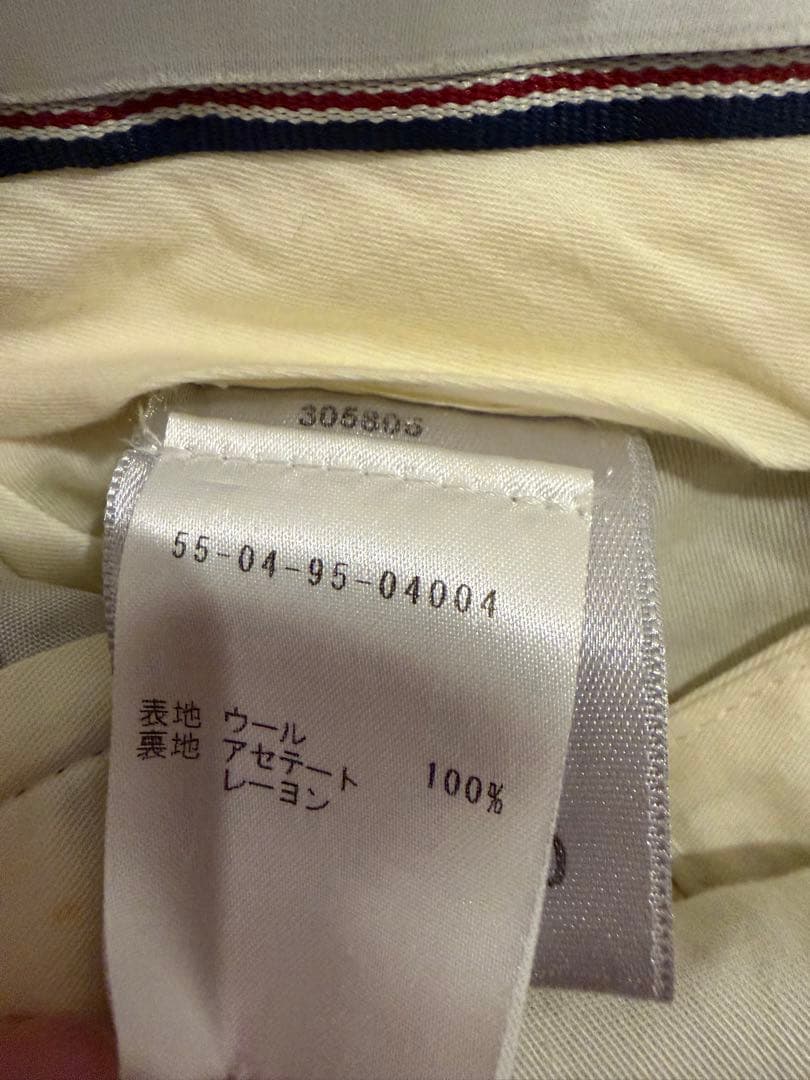 305806
55-04-95-04004
表地 ウール 100%
裏地 アセテート
レーヨン